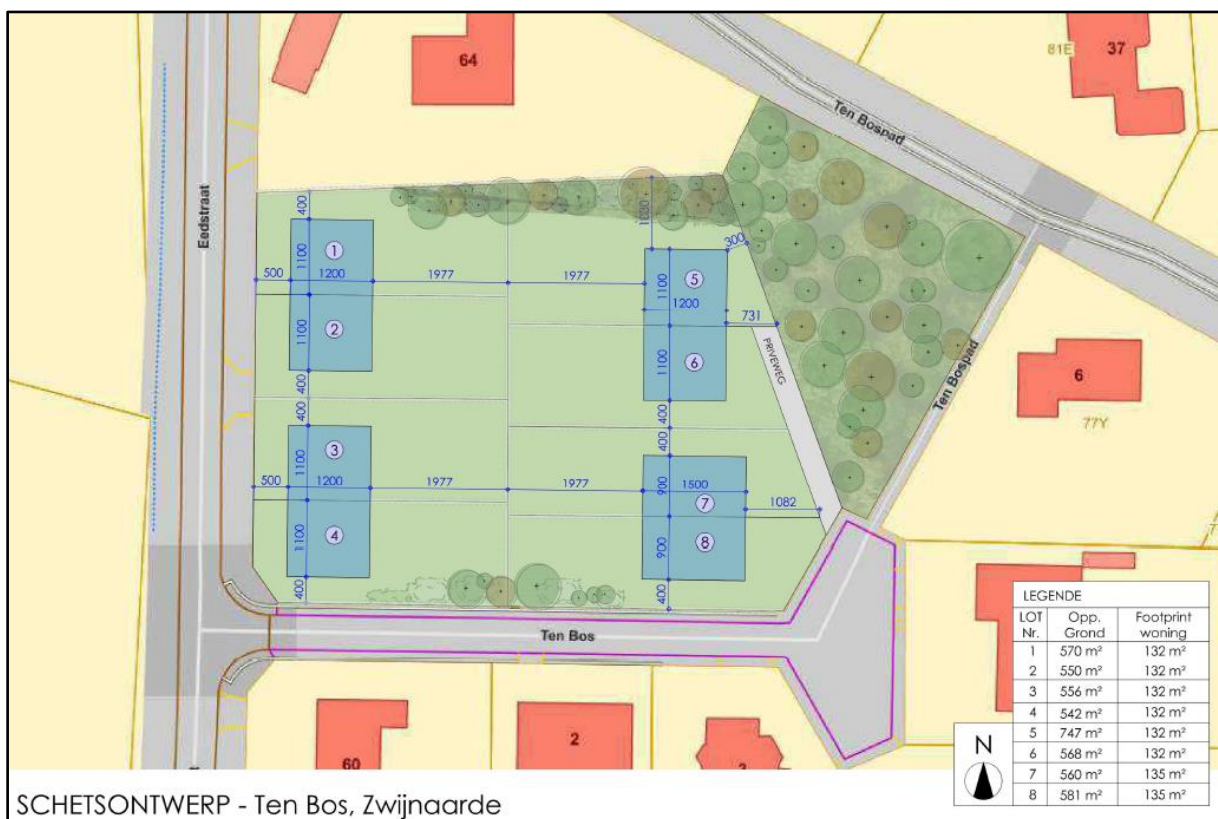 64
81E
37
Ten Bospad
Eedstraat
400
1030
300
1100
1
5
1100
500
1200
1977
1977
1200
731
1100
2
6
1100
PRIVEWEG
Ten Bospad
6
77Y
400
400
400
400
1100
3
500
1200
1977
1977
900
1500
7
1082
1100
4
900
8
400
400
Ten Bos
60
2
LEGENDE
LOT Nr. Opp. Grond Footprint woning
1 570 m² 132 m²
2 550 m² 132 m²
3 556 m² 132 m²
4 542 m² 132 m²
5 747 m² 132 m²
6 568 m² 132 m²
7 560 m² 135 m²
8 581 m² 135 m²
N
SCHETSONTWERP - Ten Bos, Zwijnaarde